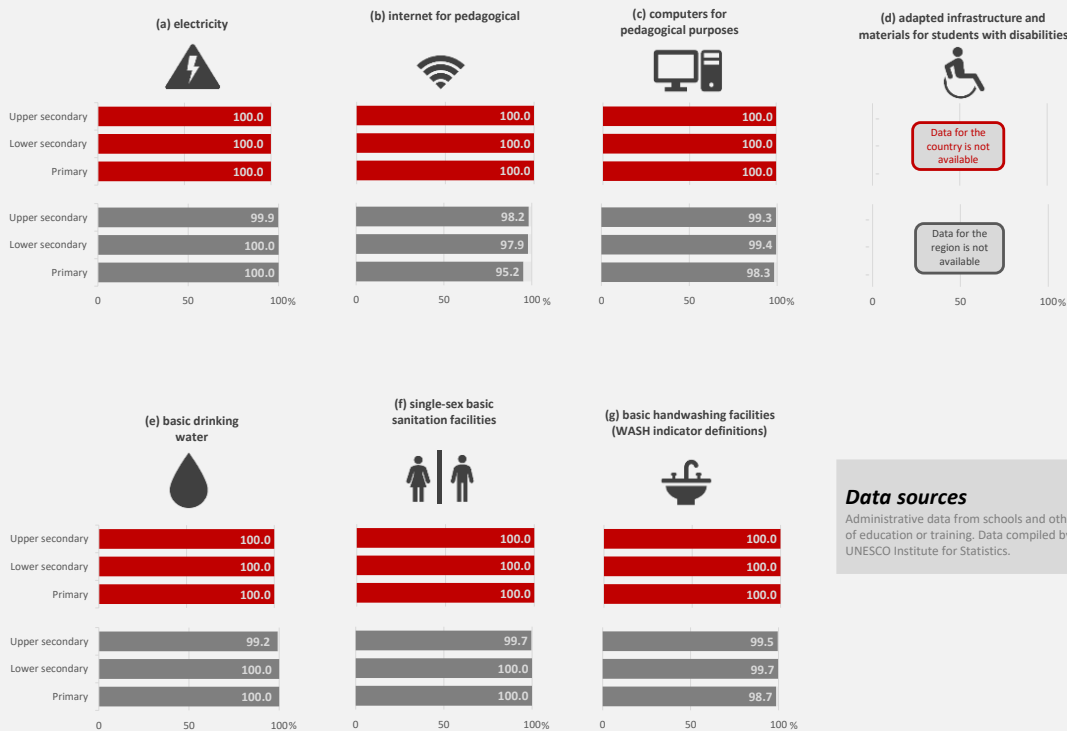 (a) electricity
(b) internet for pedagogical
(c) computers for
pedagogical purposes
(d) adapted infrastructure and
materials for students with disabilities
Upper secondary 100.0 100.0 100.0
Lower secondary 100.0 100.0 100.0
Primary 100.0 100.0 100.0
Data for the
country is not
available
Upper secondary 99.9 98.2 99.3
Lower secondary 100.0 97.9 99.4
Primary 100.0 95.2 98.3
Data for the
region is not
available
0 50 100% 0 50 100% 0 50 100% 0 50 100%
(e) basic drinking
water
(f) single-sex basic
sanitation facilities
(g) basic handwashing facilities
(WASH indicator definitions)
Upper secondary 100.0 100.0 100.0
Lower secondary 100.0 100.0 100.0
Primary 100.0 100.0 100.0
Upper secondary 99.2 99.7 99.5
Lower secondary 100.0 100.0 99.7
Primary 100.0 100.0 98.7
0 50 100% 0 50 100% 0 50 100%
Data sources
Administrative data from schools and oth
of education or training. Data compiled by
UNESCO Institute for Statistics.